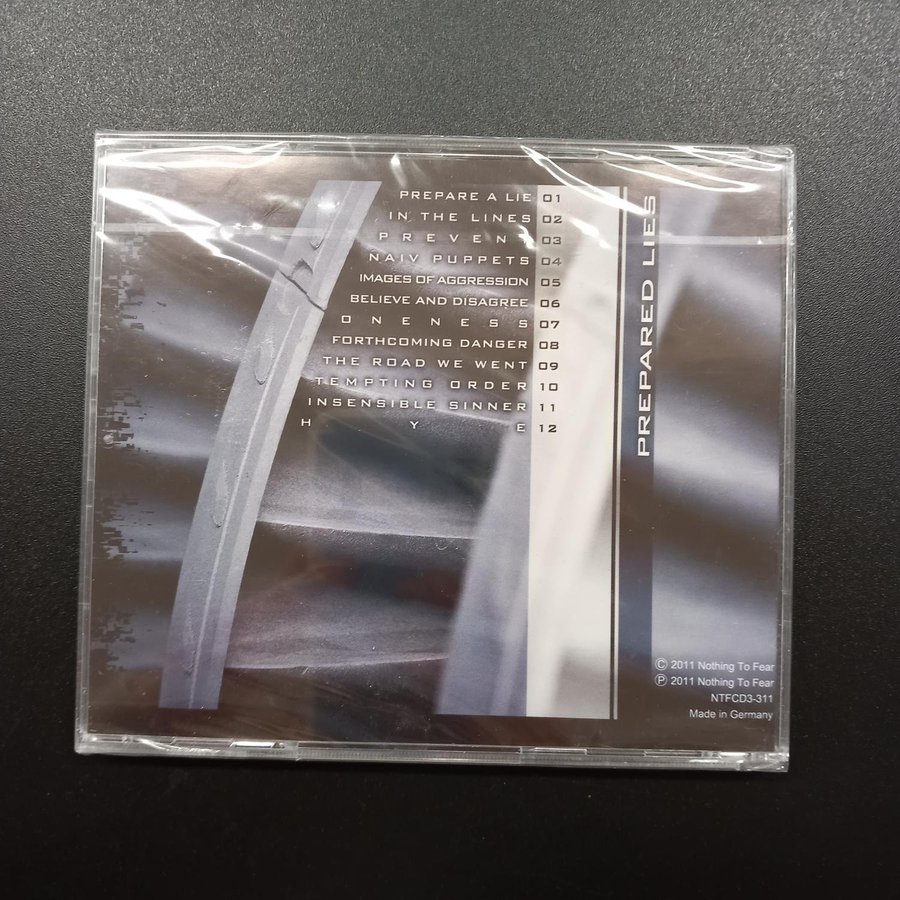 PREPARE A LIE 01
IN THE LINES 02
PREVENT 03
NAIV PUPPETS 04
IMAGES OF AGGRESSION 05
BELIEVE AND DISAGREE 06
ONENESS 07
FORTHCOMING DANGER 08
THE ROAD WE WENT 09
TEMPTING ORDER 10
INSENSIBLE SINNER 11
HYE 12
PREPARED LIES
© 2011 Nothing To Fear
℗ 2011 Nothing To Fear
NTFCD3-311
Made in Germany